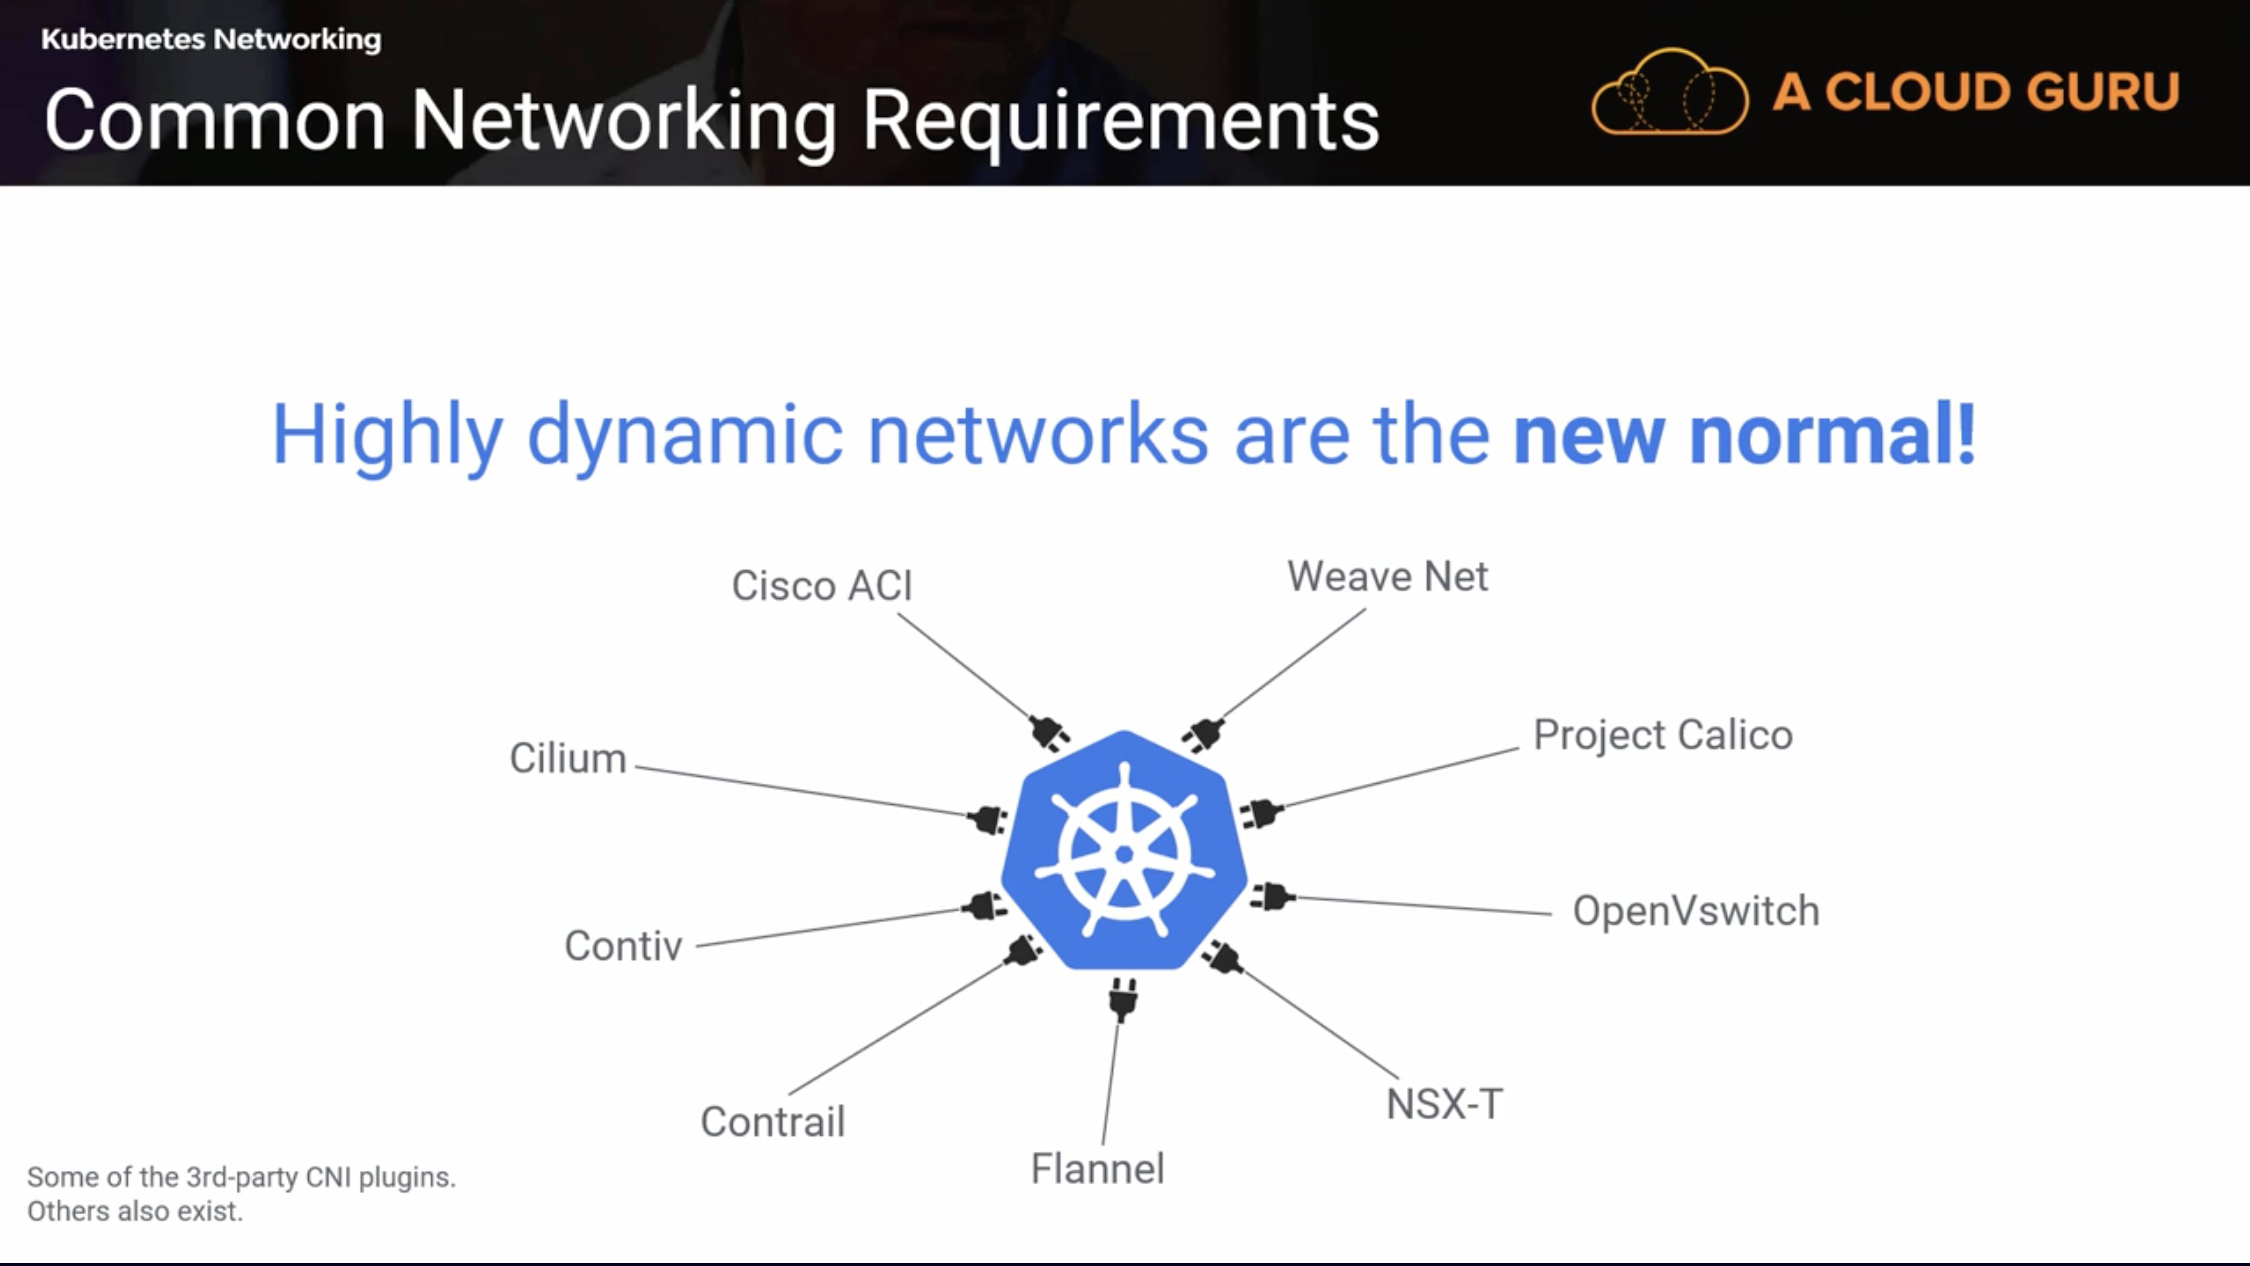 Kubernetes Networking
Common Networking Requirements
A CLOUD GURU
Highly dynamic networks are the new normal!
Cisco ACI
Weave Net
Cilium
Project Calico
Contiv
OpenVswitch
Contrail
NSX-T
Flannel
Some of the 3rd-party CNI plugins.
Others also exist.